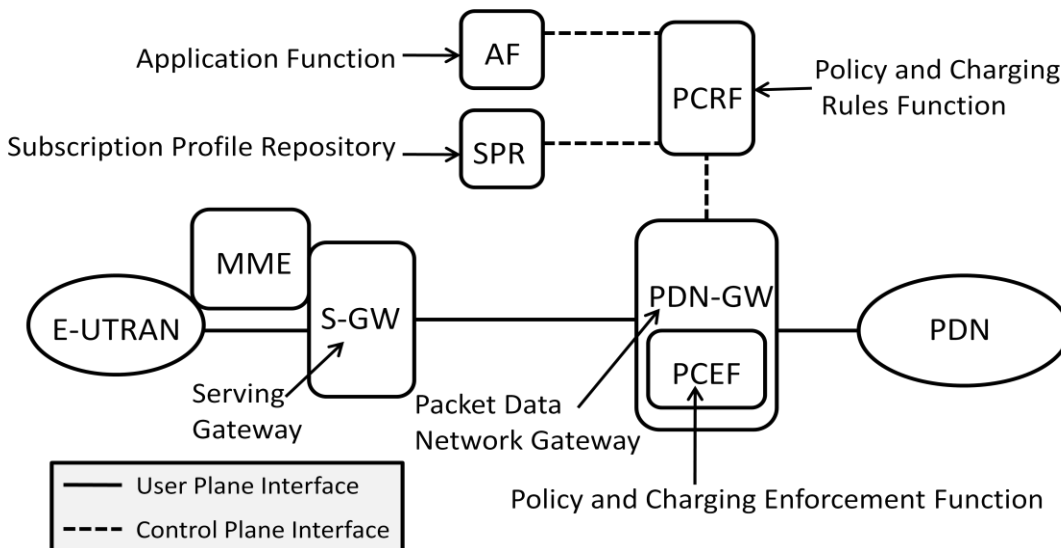 Application Function
AF
Policy and Charging
Rules Function
PCRF
Subscription Profile Repository
SPR
MME
E-UTRAN
S-GW
PDN-GW
PDN
PCEF
Serving
Gateway
Packet Data
Network Gateway
Policy and Charging Enforcement Function
User Plane Interface
Control Plane Interface